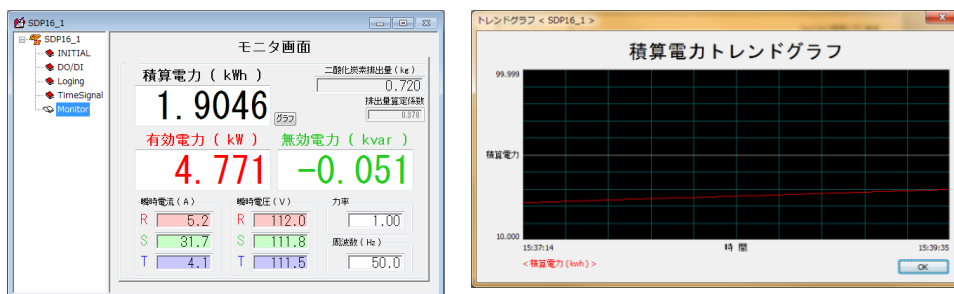 SDP16_1
SDP16_1
INITIAL
DO/DI
Loging
TimeSignal
Monitor
モニタ画面
積算電力 ( kWh )
1.9046
グラフ
二酸化炭素排出量 ( kg )
0.720
排出量算定係数
0.378
有効電力 ( kW )
4.771
無効電力 ( kvar )
-0.051
瞬時電流 ( A )
R 5.2
S 31.7
T 4.1
瞬時電圧 ( V )
R 112.0
S 111.8
T 111.5
力率
1.00
周波数 ( Hz )
50.0
トレンドグラフ < SDP16_1 >
積算電力トレンドグラフ
99.999
積算電力
10.000
15:37:14
時 間
15:39:35
< 積算電力 ( kwh ) >
OK